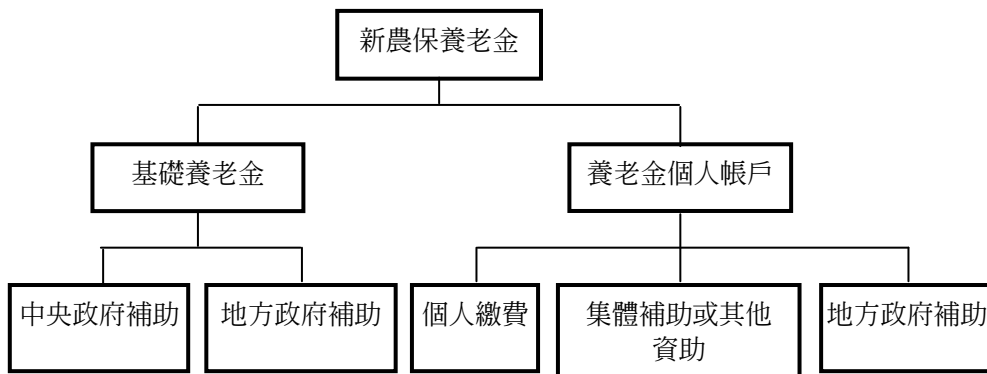 新農保養老金
基礎養老金
養老金個人帳戶
中央政府補助
地方政府補助
個人繳費
集體補助或其他
資助
地方政府補助